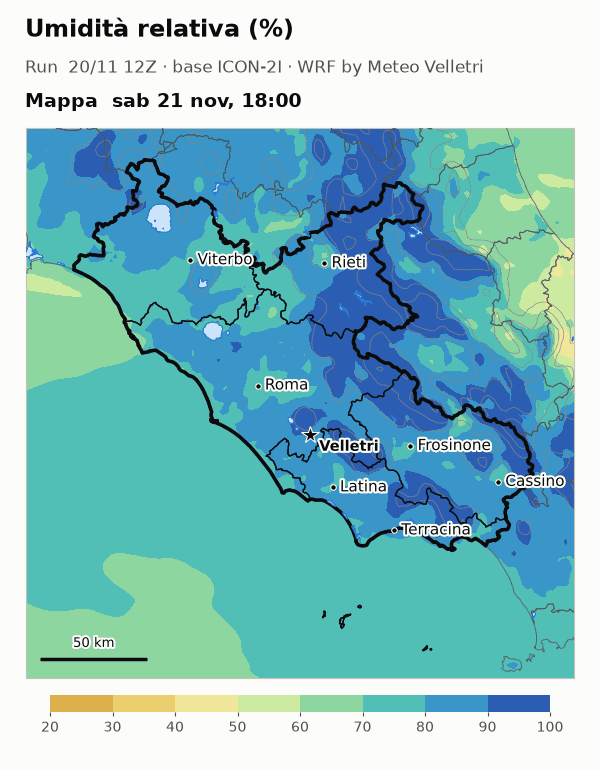 Umidità relativa (%)
Run  20/11 12Z · base ICON-2I · WRF by Meteo Velletri
Mappa  sab 21 nov, 18:00
Viterbo
Rieti
Roma
Velletri
Frosinone
Cassino
Latina
Terracina
50 km
20 30 40 50 60 70 80 90 100